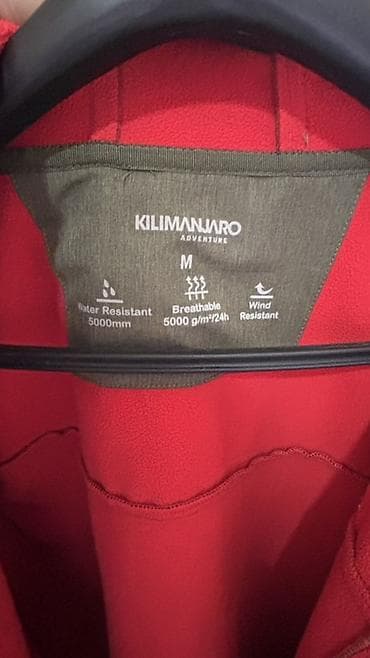 KILIMANJARO
ADVENTURE
M
Water Resistant
5000mm
Breathable
5000 g/m²/24h
Wind
Resistant